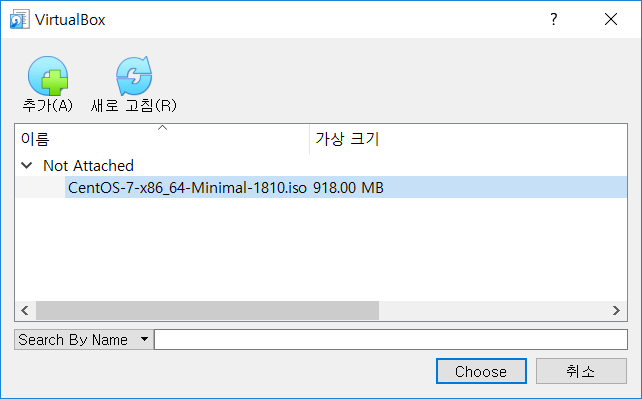 VirtualBox
?
추가(A) 새로 고침(R)
이름 가상 크기
Not Attached
CentOS-7-x86_64-Minimal-1810.iso 918.00 MB
Search By Name
Choose 취소